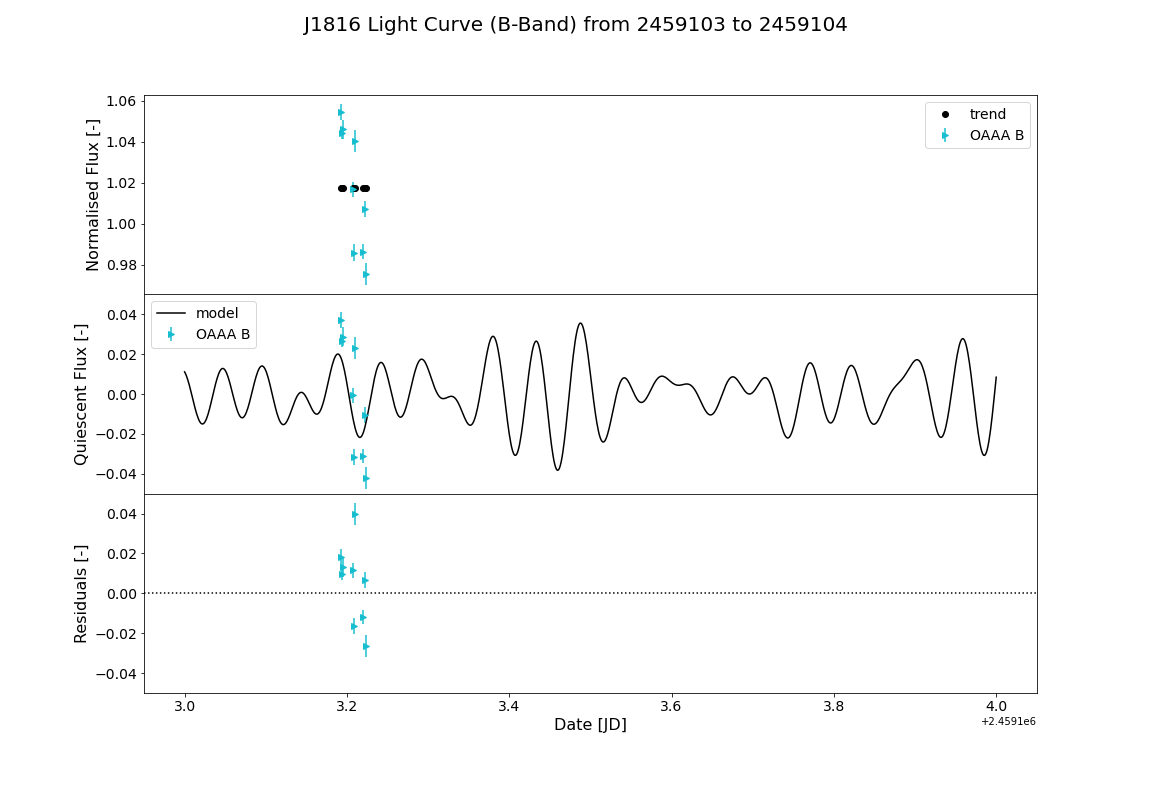 J1816 Light Curve (B-Band) from 2459103 to 2459104
Normalised Flux [-]
1.06
1.04
1.02
1.00
0.98
trend
OAAA B
Quiescent Flux [-]
0.04
0.02
0.00
−0.02
−0.04
model
OAAA B
Residuals [-]
0.04
0.02
0.00
−0.02
−0.04
3.0 3.2 3.4 3.6 3.8 4.0
Date [JD]
+2.4591e6